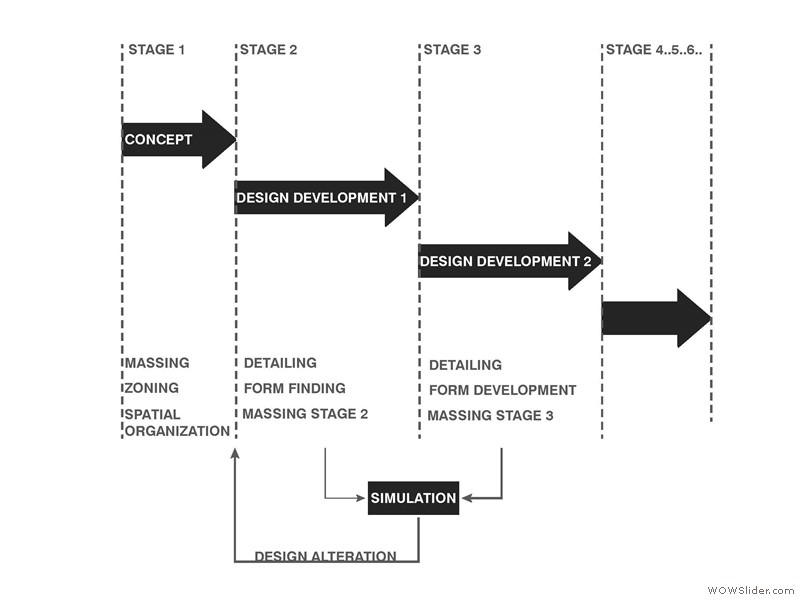 STAGE 1
STAGE 2
STAGE 3
STAGE 4..5..6..
CONCEPT
DESIGN DEVELOPMENT 1
DESIGN DEVELOPMENT 2
MASSING
ZONING
SPATIAL
ORGANIZATION
DETAILING
FORM FINDING
MASSING STAGE 2
DETAILING
FORM DEVELOPMENT
MASSING STAGE 3
SIMULATION
DESIGN ALTERATION
WOWSlider.com